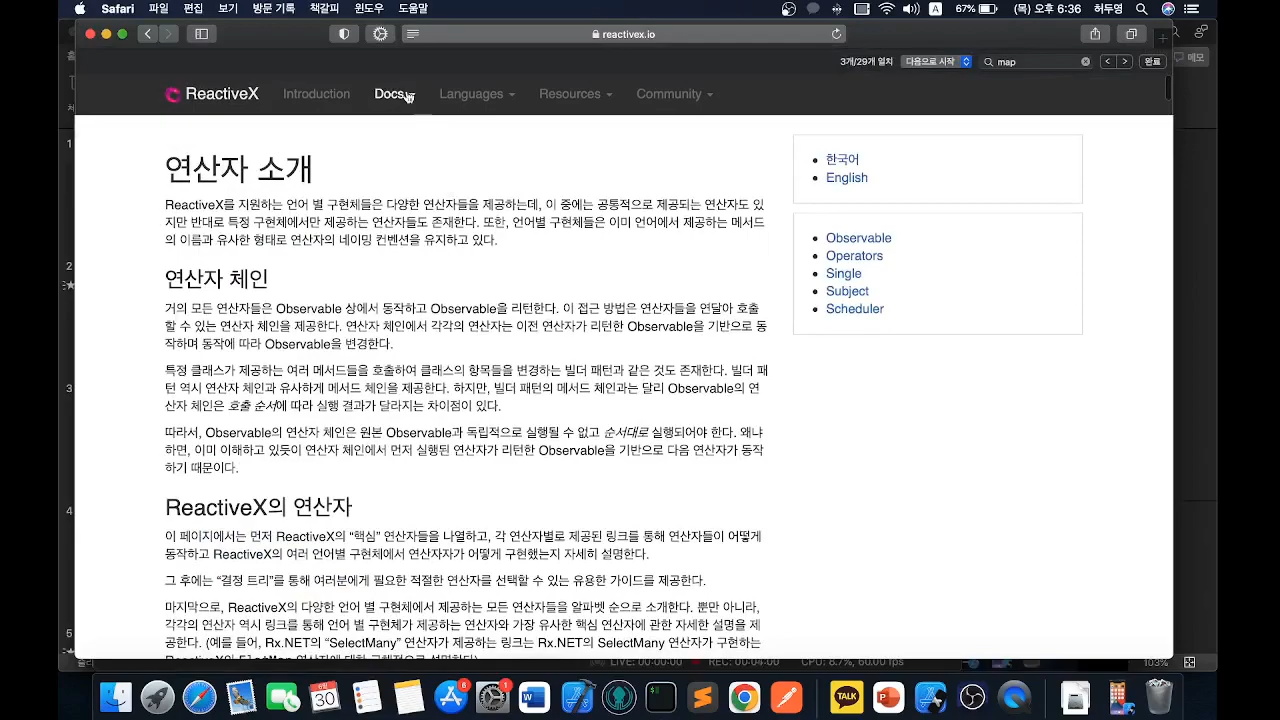 Safari 파일 편집 보기 방문 기록 책갈피 윈도우 도움말 A 67% (목) 오후 6:36 허두영
reactivex.io
메모
3개/29개 일치 다음으로 시작 map 완료
ReactiveX Introduction Docs Languages Resources Community
1
2
3
4
5
연산자 소개
ReactiveX를 지원하는 언어 별 구현체들은 다양한 연산자들을 제공하는데, 이 중에는 공통적으로 제공되는 연산자도 있
지만 반대로 특정 구현체에서만 제공하는 연산자들도 존재한다. 또한, 언어별 구현체들은 이미 언어에서 제공하는 메서드
의 이름과 유사한 형태로 연산자의 네이밍 컨벤션을 유지하고 있다.
연산자 체인
거의 모든 연산자들은 Observable 상에서 동작하고 Observable을 리턴한다. 이 접근 방법은 연산자들을 연달아 호출
할 수 있는 연산자 체인을 제공한다. 연산자 체인에서 각각의 연산자는 이전 연산자가 리턴한 Observable을 기반으로 동
작하며 동작에 따라 Observable을 변경한다.
특정 클래스가 제공하는 여러 메서드들을 호출하여 클래스의 항목들을 변경하는 빌더 패턴과 같은 것도 존재한다. 빌더 패
턴 역시 연산자 체인과 유사하게 메서드 체인을 제공한다. 하지만, 빌더 패턴의 메서드 체인과는 달리 Observable의 연
산자 체인은 호출 순서에 따라 실행 결과가 달라지는 차이점이 있다.
따라서, Observable의 연산자 체인은 원본 Observable과 독립적으로 실행될 수 없고 순서대로 실행되어야 한다. 왜냐
하면, 이미 이해하고 있듯이 연산자 체인에서 먼저 실행된 연산자가 리턴한 Observable을 기반으로 다음 연산자가 동작
하기 때문이다.
ReactiveX의 연산자
이 페이지에서는 먼저 ReactiveX의 “핵심” 연산자들을 나열하고, 각 연산자별로 제공된 링크를 통해 연산자들이 어떻게
동작하고 ReactiveX의 여러 언어별 구현체에서 연산자자가 어떻게 구현했는지 자세히 설명한다.
그 후에는 “결정 트리”를 통해 여러분에게 필요한 적절한 연산자를 선택할 수 있는 유용한 가이드를 제공한다.
마지막으로, ReactiveX의 다양한 언어 별 구현체에서 제공하는 모든 연산자들을 알파벳 순으로 소개한다. 뿐만 아니라,
각각의 연산자 역시 링크를 통해 언어 별 구현체가 제공하는 연산자와 가장 유사한 핵심 연산자에 관한 자세한 설명을 제
공한다. (예를 들어, Rx.NET의 “SelectMany” 연산자가 제공하는 링크는 Rx.NET의 SelectMany 연산자가 구현하는
한국어
English
Observable
Operators
Single
Subject
Scheduler
LIVE: 00:00:00 REC: 00:04:00 CPU: 8.7%, 60.00 fps 103%
30 6 1 W TALK P